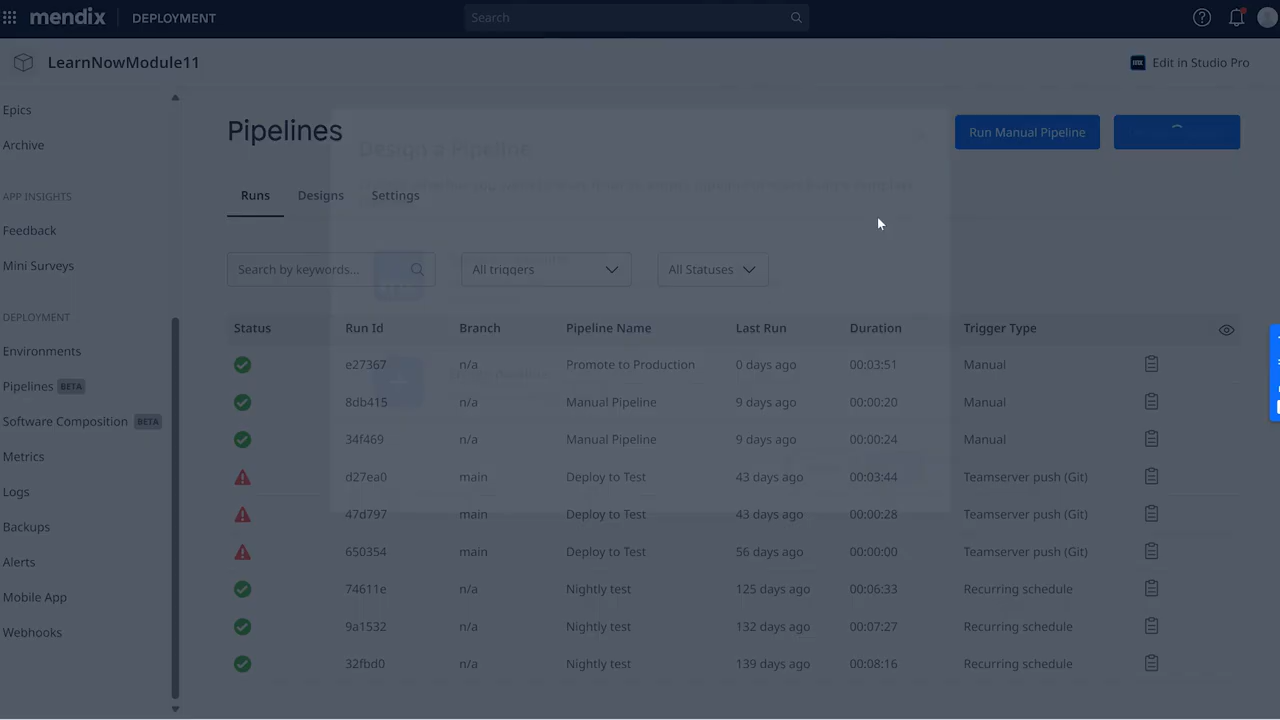 mendix
DEPLOYMENT
Search
LearnNowModule11
Edit in Studio Pro
Epics
Archive
APP INSIGHTS
Feedback
Mini Surveys
DEPLOYMENT
Environments
Pipelines BETA
Software Composition BETA
Metrics
Logs
Backups
Alerts
Mobile App
Webhooks
Pipelines
Run Manual Pipeline
Design a Pipeline
Runs Designs Settings
Search by keywords...
All triggers
All Statuses
Status Run Id Branch Pipeline Name Last Run Duration Trigger Type
e27367 n/a Promote to Production 0 days ago 00:03:51 Manual
8db415 n/a Manual Pipeline 9 days ago 00:00:20 Manual
34f469 n/a Manual Pipeline 9 days ago 00:00:24 Manual
d27ea0 main Deploy to Test 43 days ago 00:03:44 Teamserver push (Git)
47d797 main Deploy to Test 43 days ago 00:00:28 Teamserver push (Git)
650354 main Deploy to Test 56 days ago 00:00:00 Teamserver push (Git)
74611e n/a Nightly test 125 days ago 00:06:33 Recurring schedule
9a1532 n/a Nightly test 132 days ago 00:07:27 Recurring schedule
32fbd0 n/a Nightly test 139 days ago 00:08:16 Recurring schedule